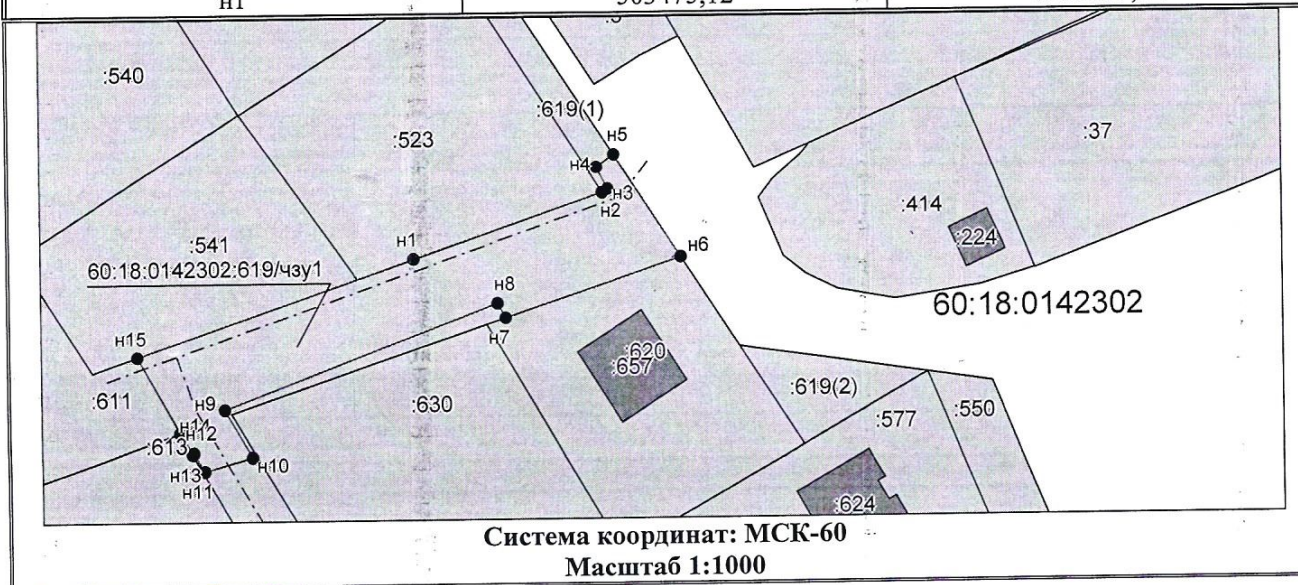 н1
:540
:523
:619(1)
н5
н4
н3
н2
:37
:414
:224
н6
:541
н1
60:18:0142302:619/чзу1
н8
н7
60:18:0142302
н15
:620
:657
:619(2)
:611
н9
:630
:577
:550
н14
н12
:613
н10
н13
н11
:624
Система координат: МСК-60
Масштаб 1:1000